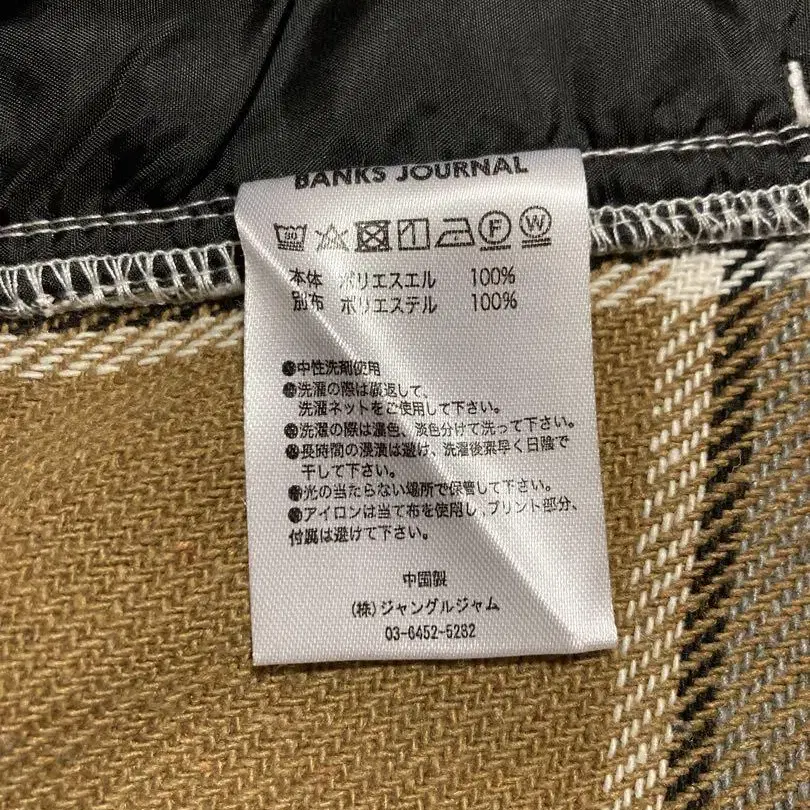 BANKS JOURNAL
30 F W
本体 ポリエスエル 100%
別布 ポリエステル 100%
●中性洗剤使用
●洗濯の際は裏返して、
洗濯ネットをご使用して下さい。
●洗濯の際は濃色、淡色分けて洗って下さい。
●長時間の浸漬は避け、洗濯後素早く日陰で
干して下さい。
●光の当たらない場所で保管して下さい。
●アイロンは当て布を使用し、プリント部分、
付属は避けて下さい。
中国製
(株)ジャングルジャム
03-6452-5282